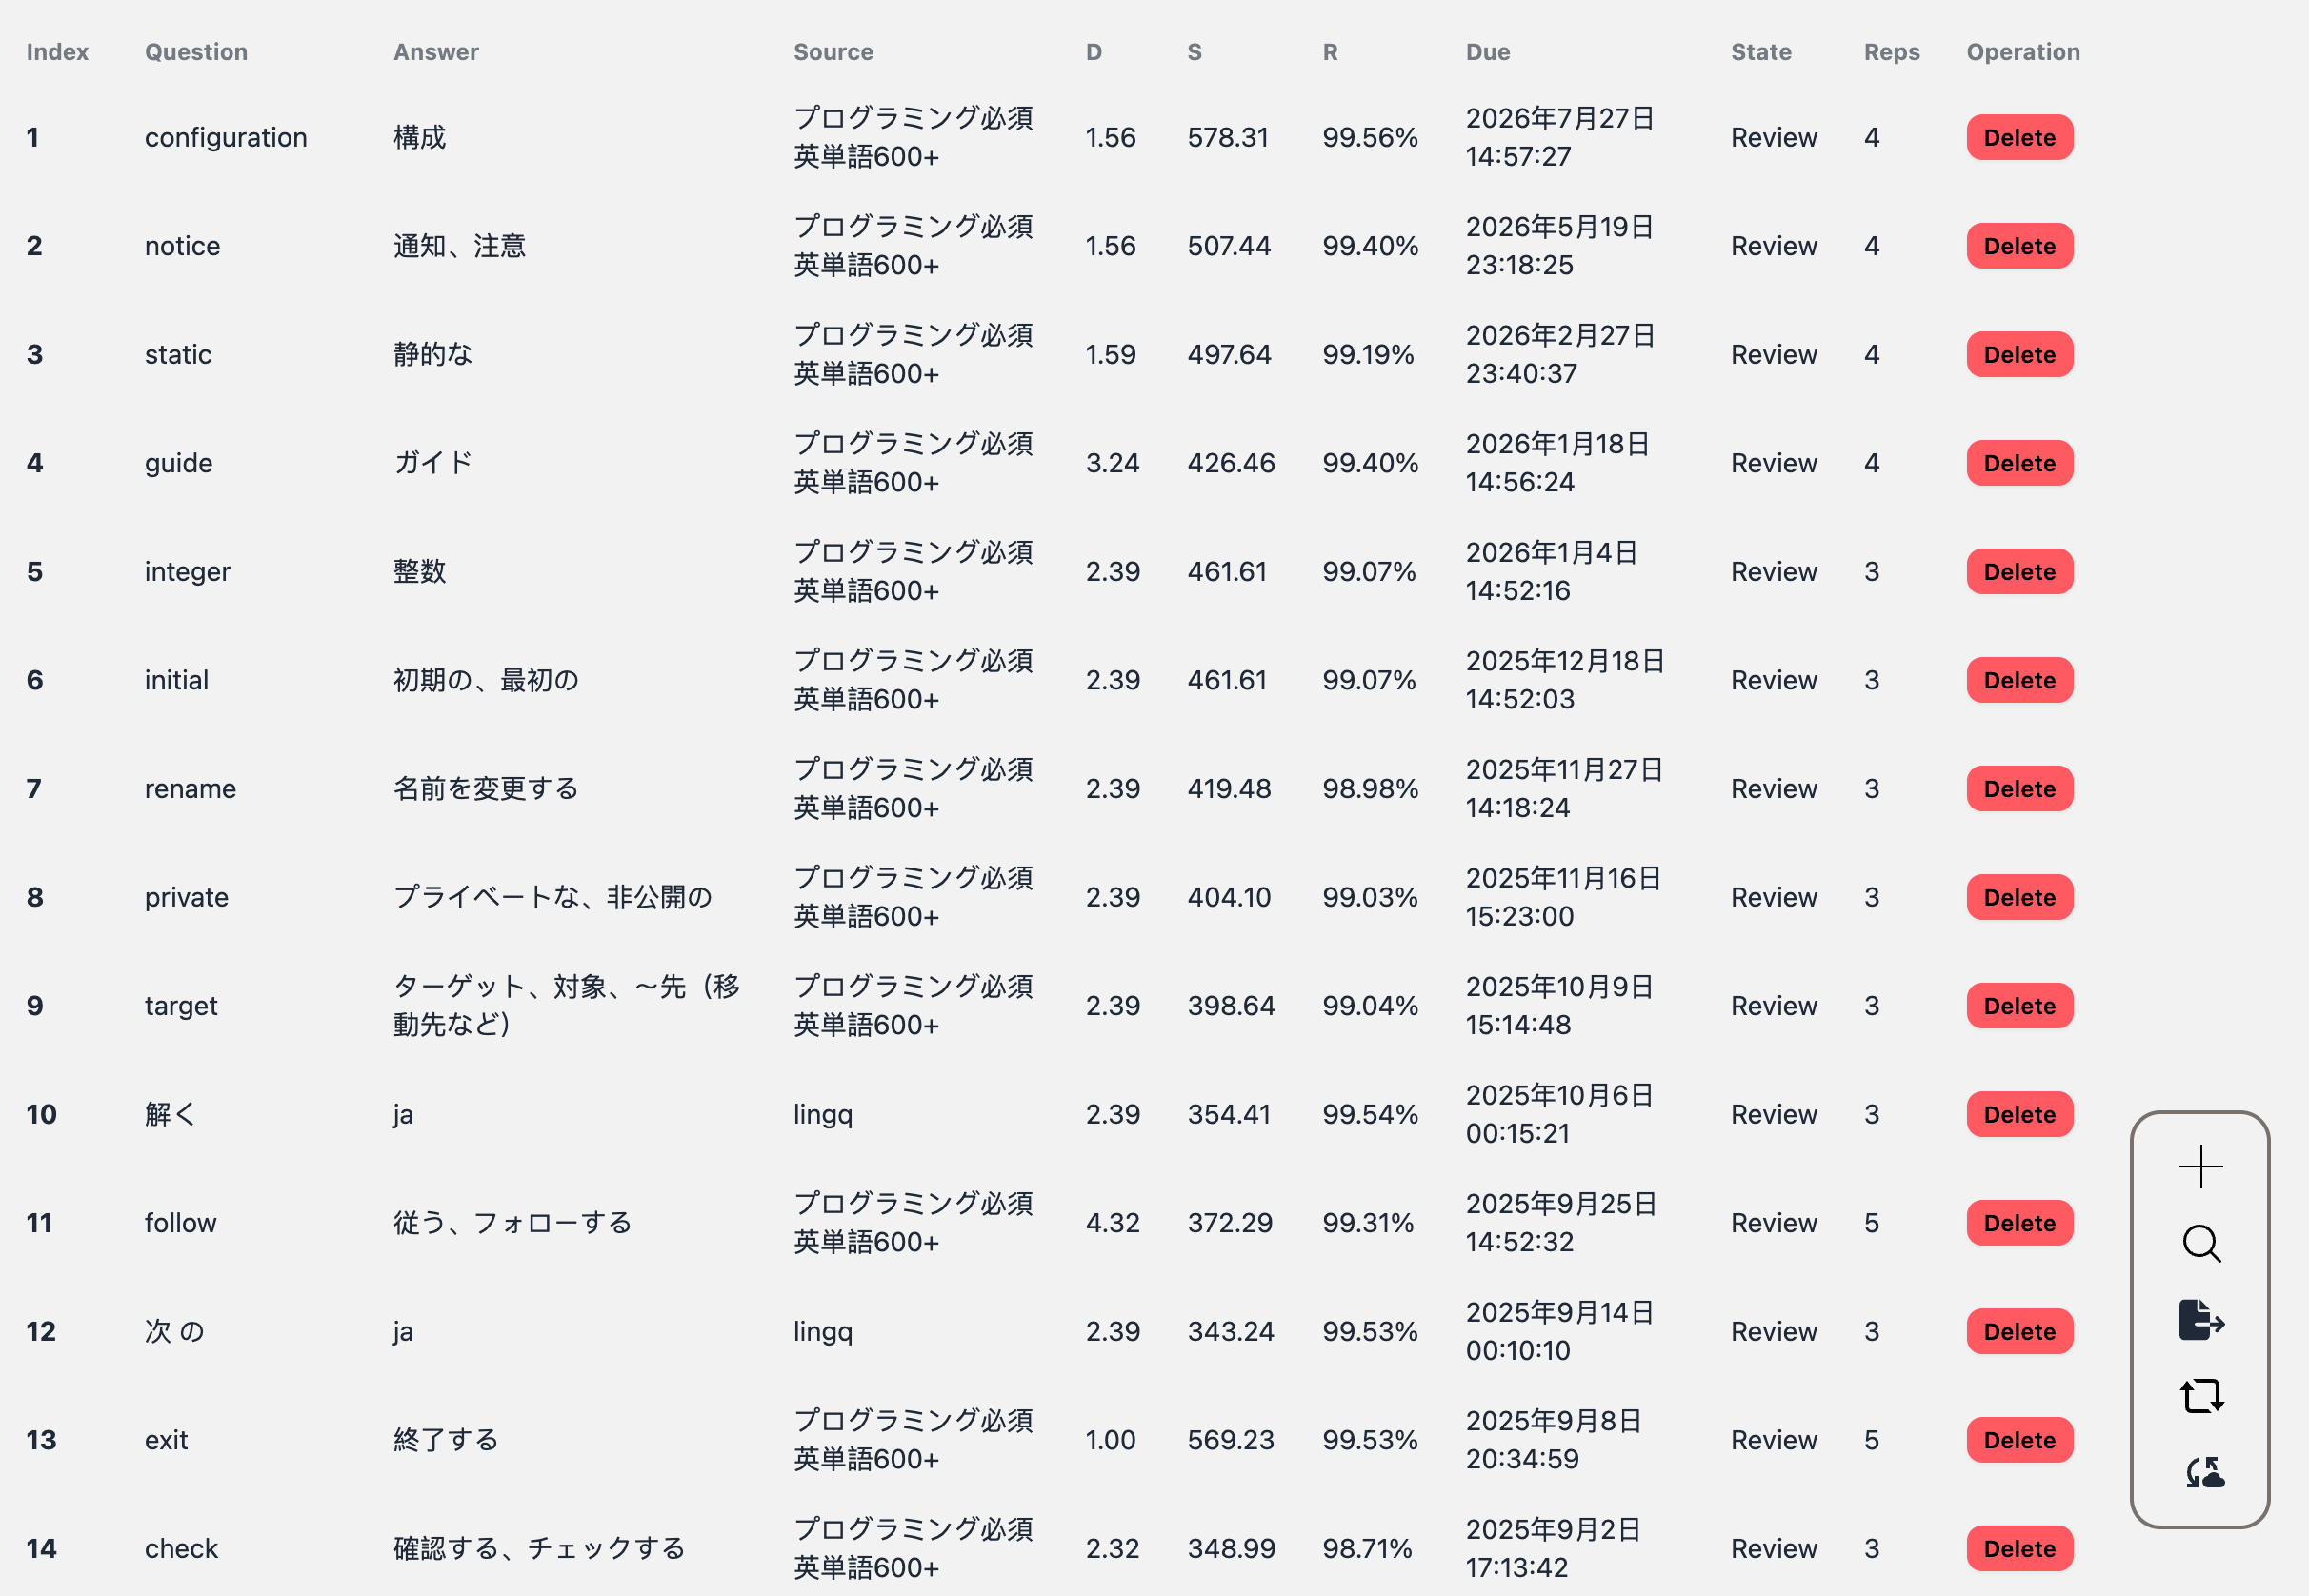 Index Question Answer Source D S R Due State Reps Operation
プログラミング必須 2026年7月27日
1 configuration 構成 1.56 578.31 99.56% Review 4 Delete
英単語600+ 14:57:27
プログラミング必須 2026年5月19日
2 notice 通知、注意 1.56 507.44 99.40% Review 4 Delete
英単語600+ 23:18:25
プログラミング必須 2026年2月27日
3 static 静的な 1.59 497.64 99.19% Review 4 Delete
英単語600+ 23:40:37
プログラミング必須 2026年1月18日
4 guide ガイド 3.24 426.46 99.40% Review 4 Delete
英単語600+ 14:56:24
プログラミング必須 2026年1月4日
5 integer 整数 2.39 461.61 99.07% Review 3 Delete
英単語600+ 14:52:16
プログラミング必須 2025年12月18日
6 initial 初期の、最初の 2.39 461.61 99.07% Review 3 Delete
英単語600+ 14:52:03
プログラミング必須 2025年11月27日
7 rename 名前を変更する 2.39 419.48 98.98% Review 3 Delete
英単語600+ 14:18:24
プログラミング必須 2025年11月16日
8 private プライベートな、非公開の 2.39 404.10 99.03% Review 3 Delete
英単語600+ 15:23:00
ターゲット、対象、〜先（移 プログラミング必須 2025年10月9日
9 target 2.39 398.64 99.04% Review 3 Delete
動先など） 英単語600+ 15:14:48
2025年10月6日
10 解く ja lingq 2.39 354.41 99.54% Review 3 Delete
00:15:21
プログラミング必須 2025年9月25日
11 follow 従う、フォローする 4.32 372.29 99.31% Review 5 Delete
英単語600+ 14:52:32
2025年9月14日
12 次 の ja lingq 2.39 343.24 99.53% Review 3 Delete
00:10:10
プログラミング必須 2025年9月8日
13 exit 終了する 1.00 569.23 99.53% Review 5 Delete
英単語600+ 20:34:59
プログラミング必須 2025年9月2日
14 check 確認する、チェックする 2.32 348.99 98.71% Review 3 Delete
英単語600+ 17:13:42